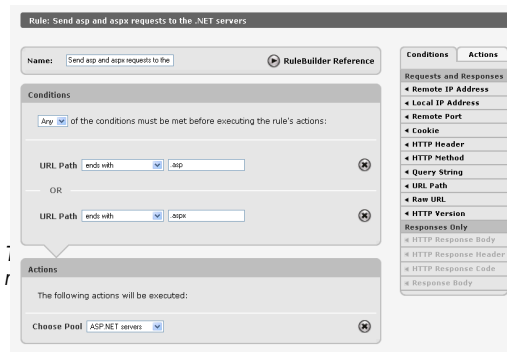 Rule: Send asp and aspx requests to the .NET servers
Name: Send asp and aspx requests to the
RuleBuilder Reference
Conditions
Any of the conditions must be met before executing the rule's actions:
URL Path ends with .asp
OR
URL Path ends with .aspx
Actions
The following actions will be executed:
Choose Pool ASP.NET servers
Conditions Actions
Requests and Responses
Remote IP Address
Local IP Address
Remote Port
Cookie
HTTP Header
HTTP Method
Query String
URL Path
Raw URL
HTTP Version
Responses Only
HTTP Response Body
HTTP Response Header
HTTP Response Code
Response Body